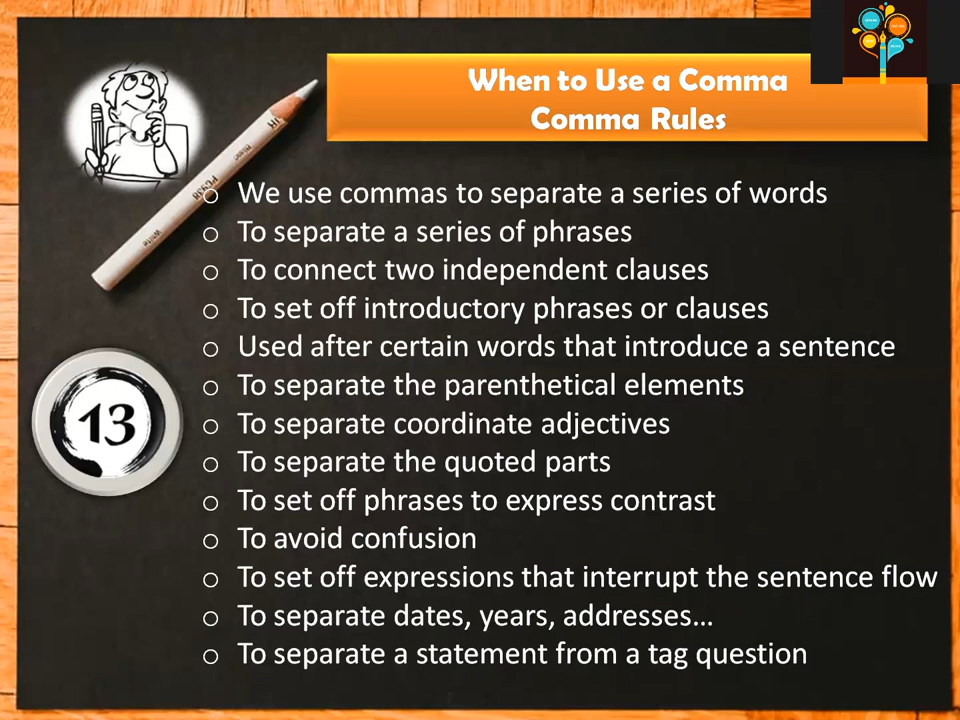 When to Use a Comma
Comma Rules
We use commas to separate a series of words
To separate a series of phrases
To connect two independent clauses
To set off introductory phrases or clauses
Used after certain words that introduce a sentence
To separate the parenthetical elements
To separate coordinate adjectives
To separate the quoted parts
To set off phrases to express contrast
To avoid confusion
To set off expressions that interrupt the sentence flow
To separate dates, years, addresses...
To separate a statement from a tag question
13
PC938
White